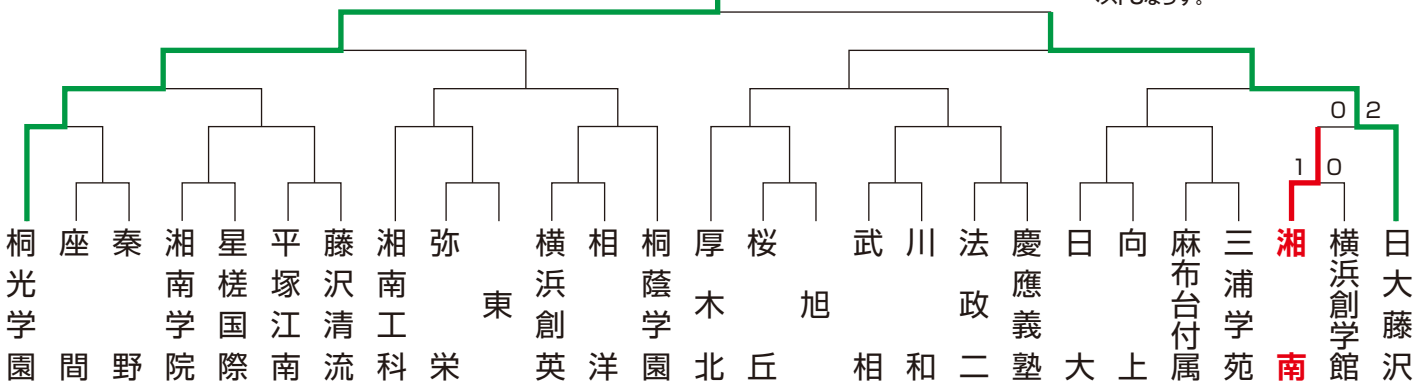 0 2
1 0
桐光学園
座間
秦野
湘南学院
星槎国際
平塚江南
藤沢清流
湘南工科
弥栄
東
横浜創英
相洋
桐蔭学園
厚木北
桜丘
旭
武相
川和
法政二
慶應義塾
日大
向上
麻布台付属
三浦学苑
湘南
横浜創学館
日大藤沢